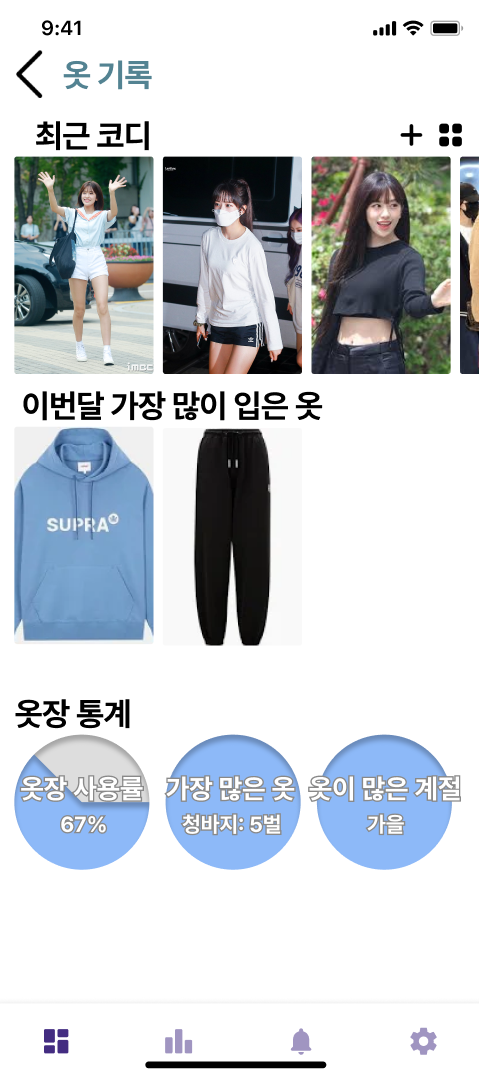 9:41
옷 기록
최근 코디
imbc
이번달 가장 많이 입은 옷
SUPRA
옷장 통계
옷장 사용률
67%
가장 많은 옷
청바지: 5벌
옷이 많은 계절
가을